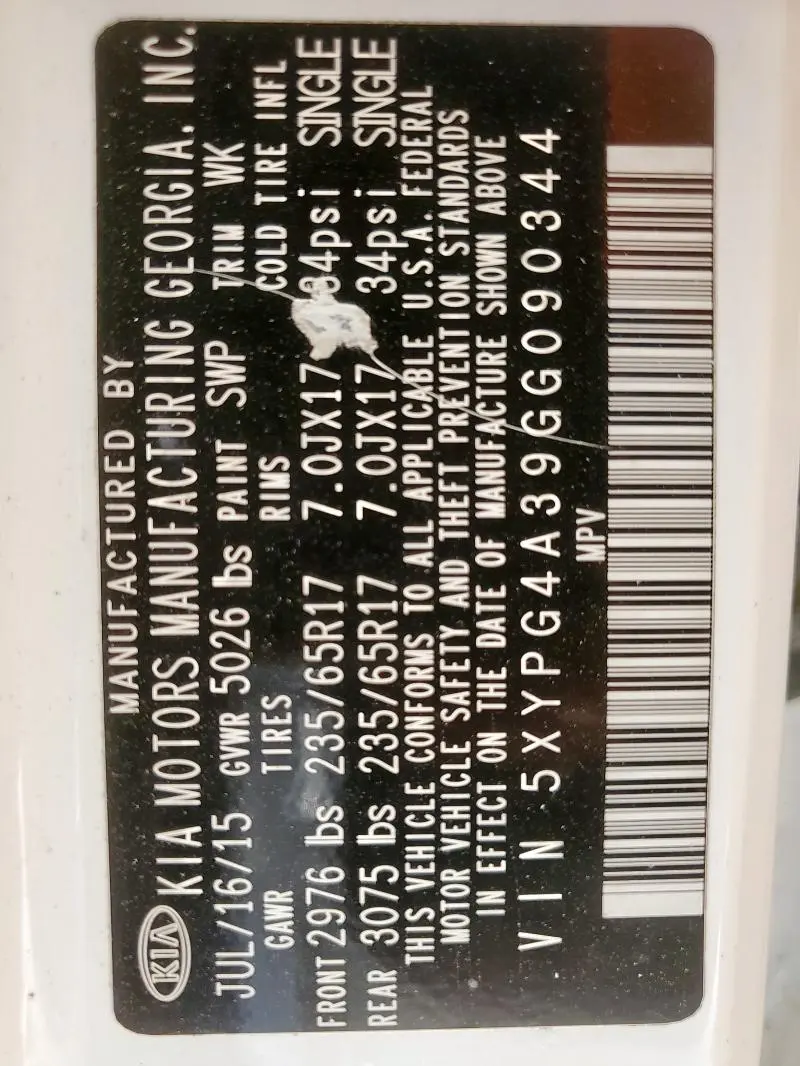 MANUFACTURED BY
KIA KIA MOTORS MANUFACTURING GEORGIA, INC.
JUL/16/15 GVWR 5026 lbs PAINT SWP TRIM WK
GAWR TIRES RIMS COLD TIRE INFL
FRONT 2976 lbs 235/65R17 7.0JX17 34psi SINGLE
REAR 3075 lbs 235/65R17 7.0JX17 34psi SINGLE
THIS VEHICLE CONFORMS TO ALL APPLICABLE U.S.A. FEDERAL
MOTOR VEHICLE SAFETY AND THEFT PREVENTION STANDARDS
IN EFFECT ON THE DATE OF MANUFACTURE SHOWN ABOVE
VIN 5XYPG4A39GG090344
MPV